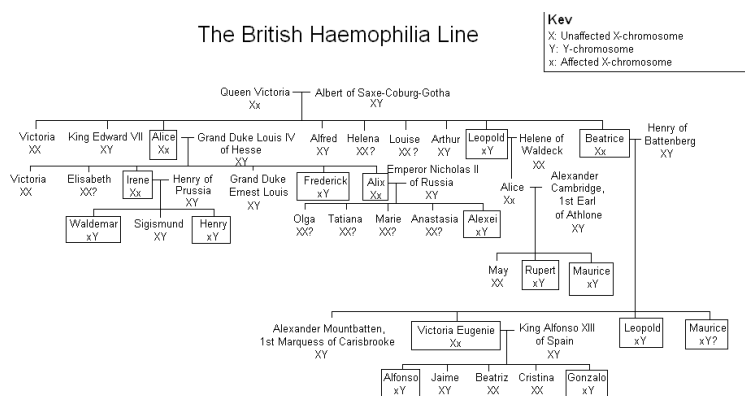 The British Haemophilia Line
Key
X: Unaffected X-chromosome
Y: Y-chromosome
x: Affected X-chromosome
Queen Victoria
Xx
Albert of Saxe-Coburg-Gotha
XY
Victoria
XX
King Edward VII
XY
Alice
Xx
Grand Duke Louis IV
of Hesse
XY
Alfred
XY
Helena
XX?
Louise
XX?
Arthur
XY
Leopold
xY
Helene of
Waldeck
XX
Beatrice
Xx
Henry of
Battenberg
XY
Victoria
XX
Elisabeth
XX?
Irene
Xx
Henry of
Prussia
XY
Grand Duke
Ernest Louis
XY
Frederick
xY
Alix
Xx
Emperor Nicholas II
of Russia
XY
Alice
Xx
Alexander
Cambridge,
1st Earl
of Athlone
XY
Waldemar
xY
Sigismund
XY
Henry
xY
Olga
XX?
Tatiana
XX?
Marie
XX?
Anastasia
XX?
Alexei
xY
May
XX
Rupert
xY
Maurice
xY
Alexander Mountbatten,
1st Marquess of Carisbrooke
XY
Victoria Eugenie
Xx
King Alfonso XIII
of Spain
XY
Leopold
xY
Maurice
xY?
Alfonso
xY
Jaime
XY
Beatriz
XX
Cristina
XX
Gonzalo
xY